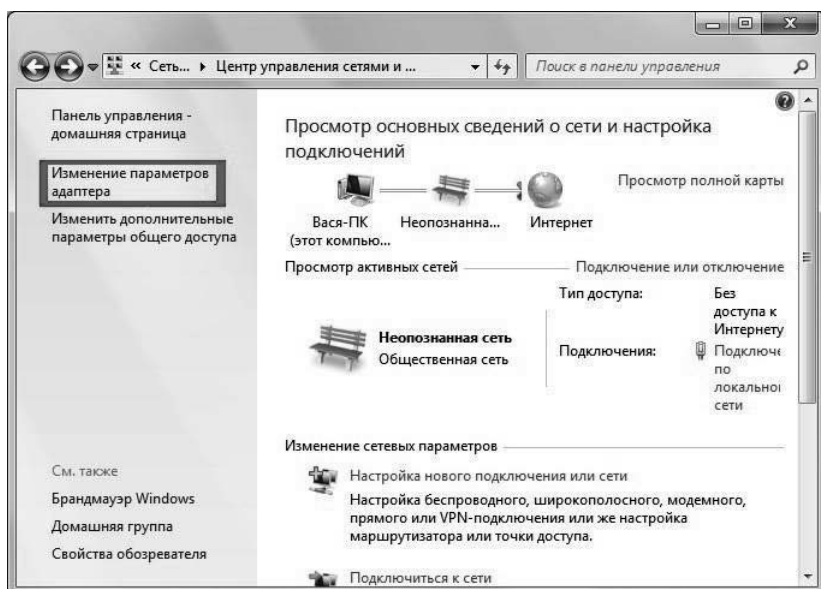 « Сеть... ▸ Центр управления сетями и ...
Поиск в панели управления
Панель управления -
домашняя страница
Изменение параметров
адаптера
Изменить дополнительные
параметры общего доступа
См. также
Брандмауэр Windows
Домашняя группа
Свойства обозревателя
Просмотр основных сведений о сети и настройка
подключений
Просмотр полной карты
Вася-ПК
(этот компью...
Неопознанна...
Интернет
Просмотр активных сетей
Подключение или отключение
Неопознанная сеть
Общественная сеть
Тип доступа:
Без
доступа к
Интернету
Подключения:
Подключе
по
локально
сети
Изменение сетевых параметров
Настройка нового подключения или сети
Настройка беспроводного, широкополосного, модемного,
прямого или VPN-подключения или же настройка
маршрутизатора или точки доступа.
Подключиться к сети